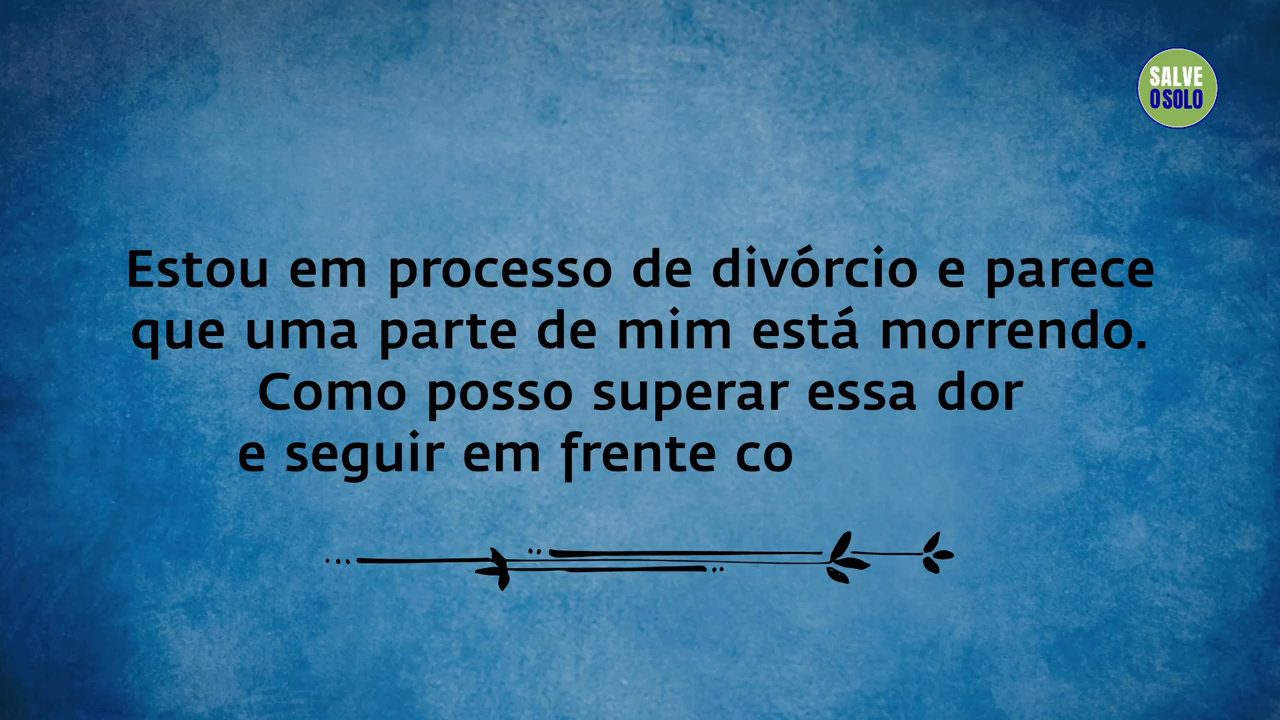 SALVE
O SOLO
Estou em processo de divórcio e parece
que uma parte de mim está morrendo.
Como posso superar essa dor
e seguir em frente co